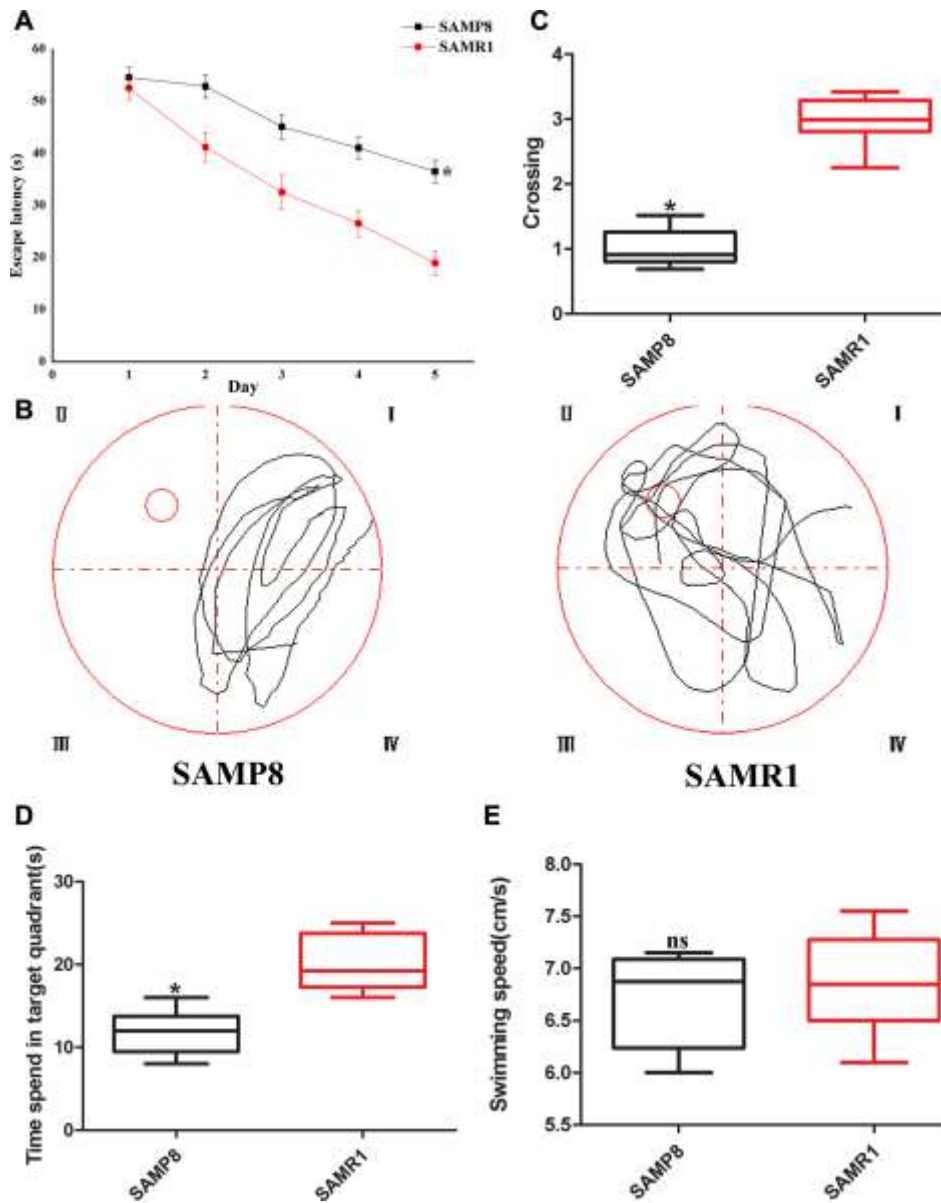 A
SAMP8
SAMR1
60
50
40
30
20
10
0
Escape latency (s)
*
0
1
2
3
4
5
Day
C
4
3
2
1
0
Crossing
*
SAMP8
SAMR1
B
II
I
III
IV
SAMP8
II
I
III
IV
SAMR1
D
Time spend in target quadrant(s)
30
20
10
0
*
SAMP8
SAMR1
E
Swimming speed(cm/s)
8.0
7.5
7.0
6.5
6.0
5.5
ns
SAMP8
SAMR1